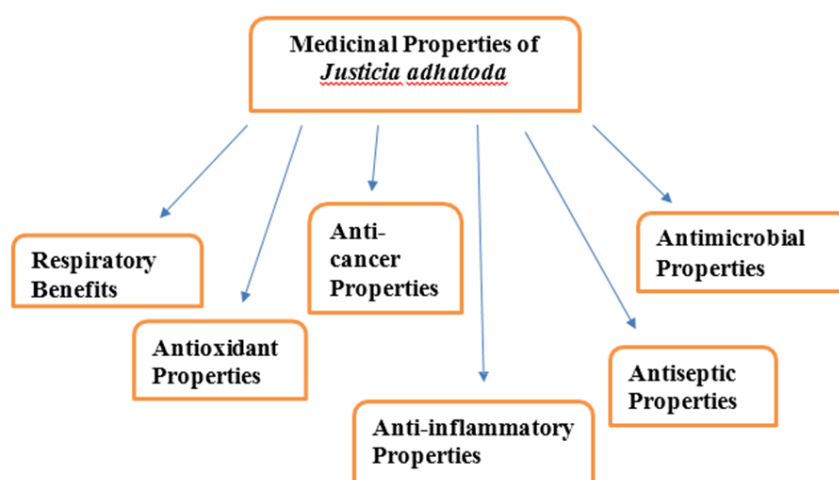 Medicinal Properties of
Justicia adhatoda
Respiratory
Benefits
Antioxidant
Properties
Anti-
cancer
Properties
Anti-inflammatory
Properties
Antiseptic
Properties
Antimicrobial
Properties